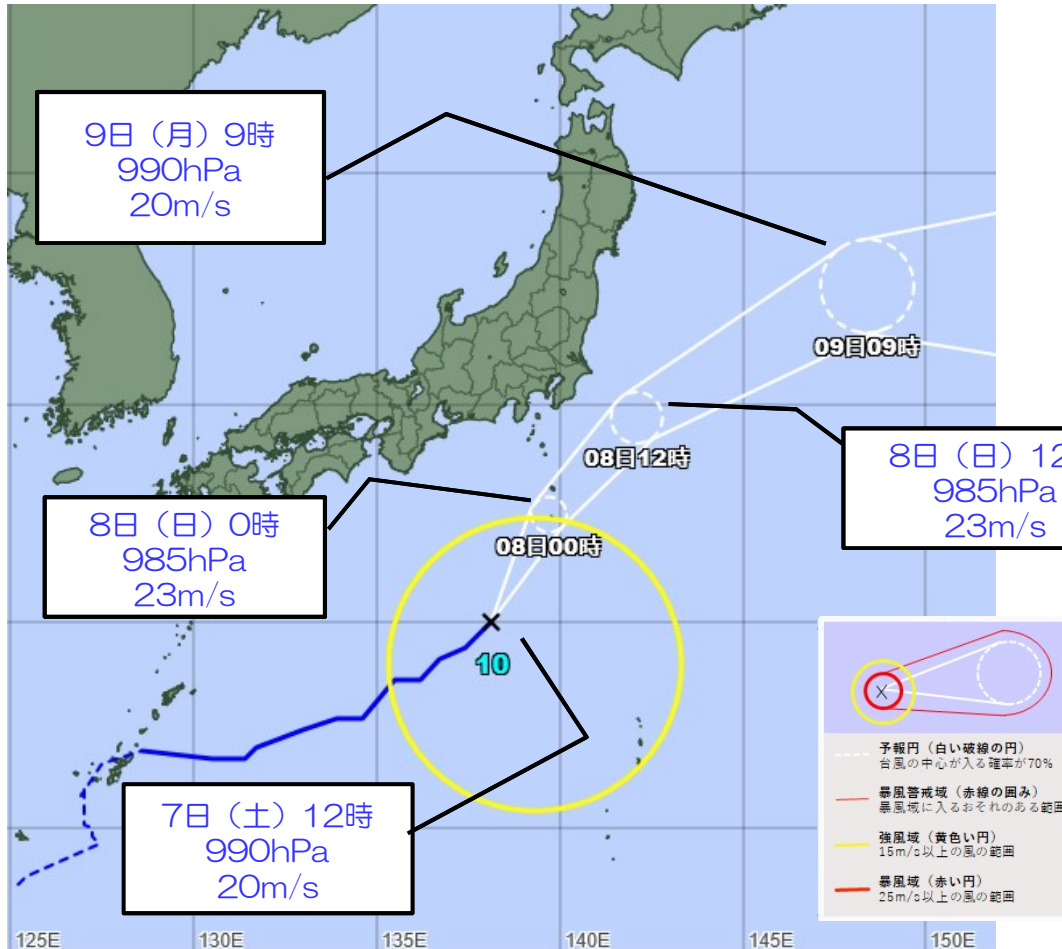 9日（月）9時
990hPa
20m/s
09日09時
08日12時
8日（日）12
985hPa
23m/s
8日（日）0時
985hPa
23m/s
08日00時
10
7日（土）12時
990hPa
20m/s
予報円（白い破線の円）
台風の中心が入る確率が70%
暴風警戒域（赤線の囲み）
暴風域に入るおそれのある範囲
強風域（黄色い円）
15m/s以上の風の範囲
暴風域（赤い円）
25m/s以上の風の範囲
125E
130E
135E
140E
145E
150E